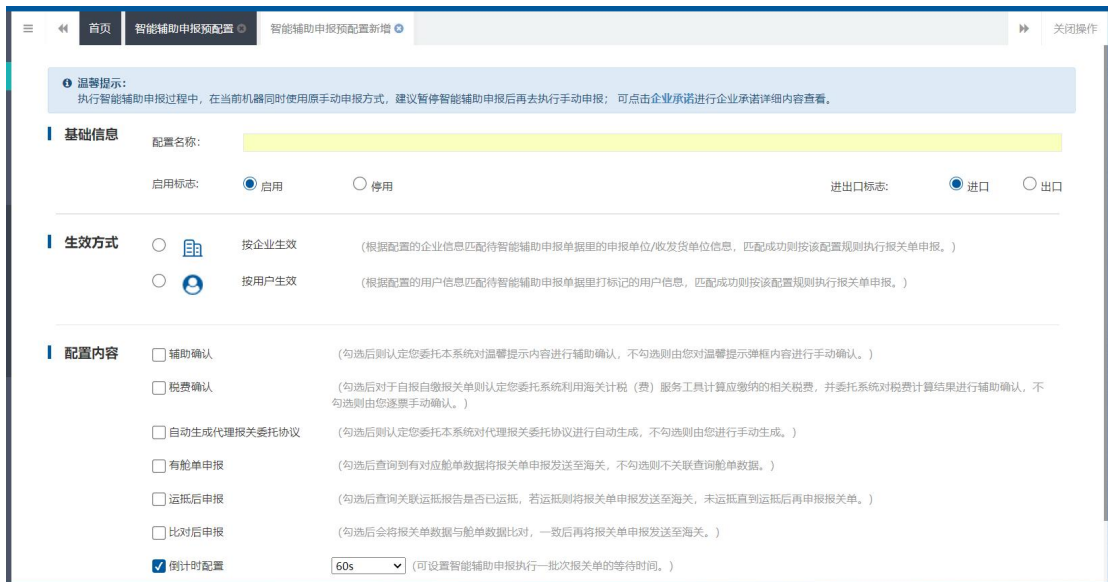 首页
智能辅助申报预配置
智能辅助申报预配置新增
关闭操作
温馨提示：
执行智能辅助申报过程中，在当前机器同时使用原手动申报方式，建议暂停智能辅助申报后再去执行手动申报； 可点击企业承诺进行企业承诺详细内容查看。
基础信息
配置名称：
启用标志： 启用 停用 进出口标志： 进口 出口
生效方式
按企业生效 （根据配置的企业信息匹配待智能辅助申报单据里的申报单位/收发货单位信息，匹配成功则按该配置规则执行报关单申报。）
按用户生效 （根据配置的用户信息匹配待智能辅助申报单据里打标记的用户信息，匹配成功则按该配置规则执行报关单申报。）
配置内容
辅助确认 （勾选后则认定您委托本系统对温馨提示内容进行辅助确认，不勾选则由您对温馨提示弹框内容进行手动确认。）
税费确认 （勾选后对于自报自缴报关单则认定您委托系统利用海关计税（费）服务工具计算应缴纳的相关税费，并委托系统对税费计算结果进行辅助确认，不
勾选则由您逐票手动确认。）
自动生成代理报关委托协议 （勾选后则认定您委托本系统对代理报关委托协议进行自动生成，不勾选则由您进行手动生成。）
有舱单申报 （勾选后查询到有对应舱单数据将报关单申报发送至海关，不勾选则不关联查询舱单数据。）
运抵后申报 （勾选后查询关联运抵报告是否已运抵，若运抵则将报关单申报发送至海关，未运抵直到运抵后再申报报关单。）
比对后申报 （勾选后会将报关单数据与舱单数据比对，一致后再将报关单申报发送至海关。）
倒计时配置 60s （可设置智能辅助申报执行一批次报关单的等待时间。）